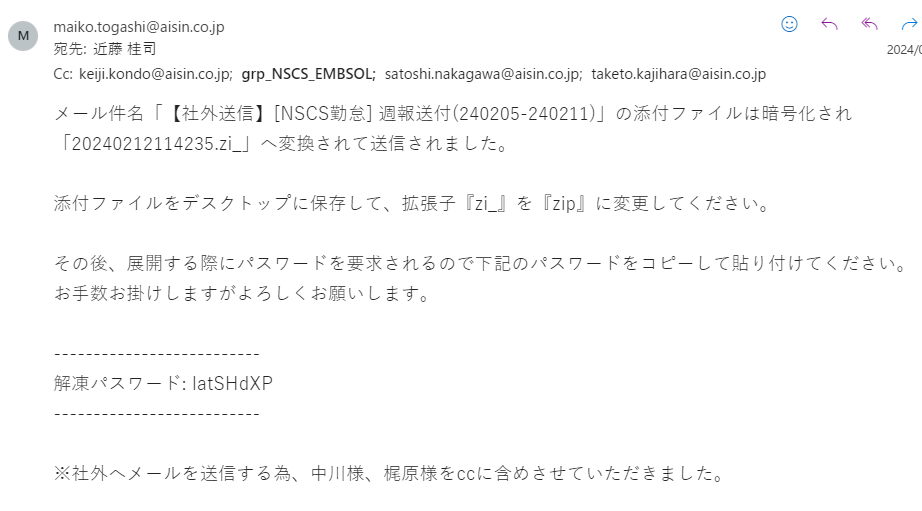 M
maiko.togashi@aisin.co.jp
宛先: 近藤 桂司
2024/0
Cc: keiji.kondo@aisin.co.jp; grp_NSCS_EMBSOL; satoshi.nakagawa@aisin.co.jp; taketo.kajihara@aisin.co.jp
メール件名「【社外送信】[NSCS勤怠] 週報送付(240205-240211)」の添付ファイルは暗号化され
「20240212114235.zi_」へ変換されて送信されました。
添付ファイルをデスクトップに保存して、拡張子『zi_』を『zip』に変更してください。
その後、展開する際にパスワードを要求されるので下記のパスワードをコピーして貼り付けてください。
お手数お掛けしますがよろしくお願いします。
--------------------------
解凍パスワード: IatSHdXP
--------------------------
※社外へメールを送信する為、中川様、梶原様をccに含めさせていただきました。